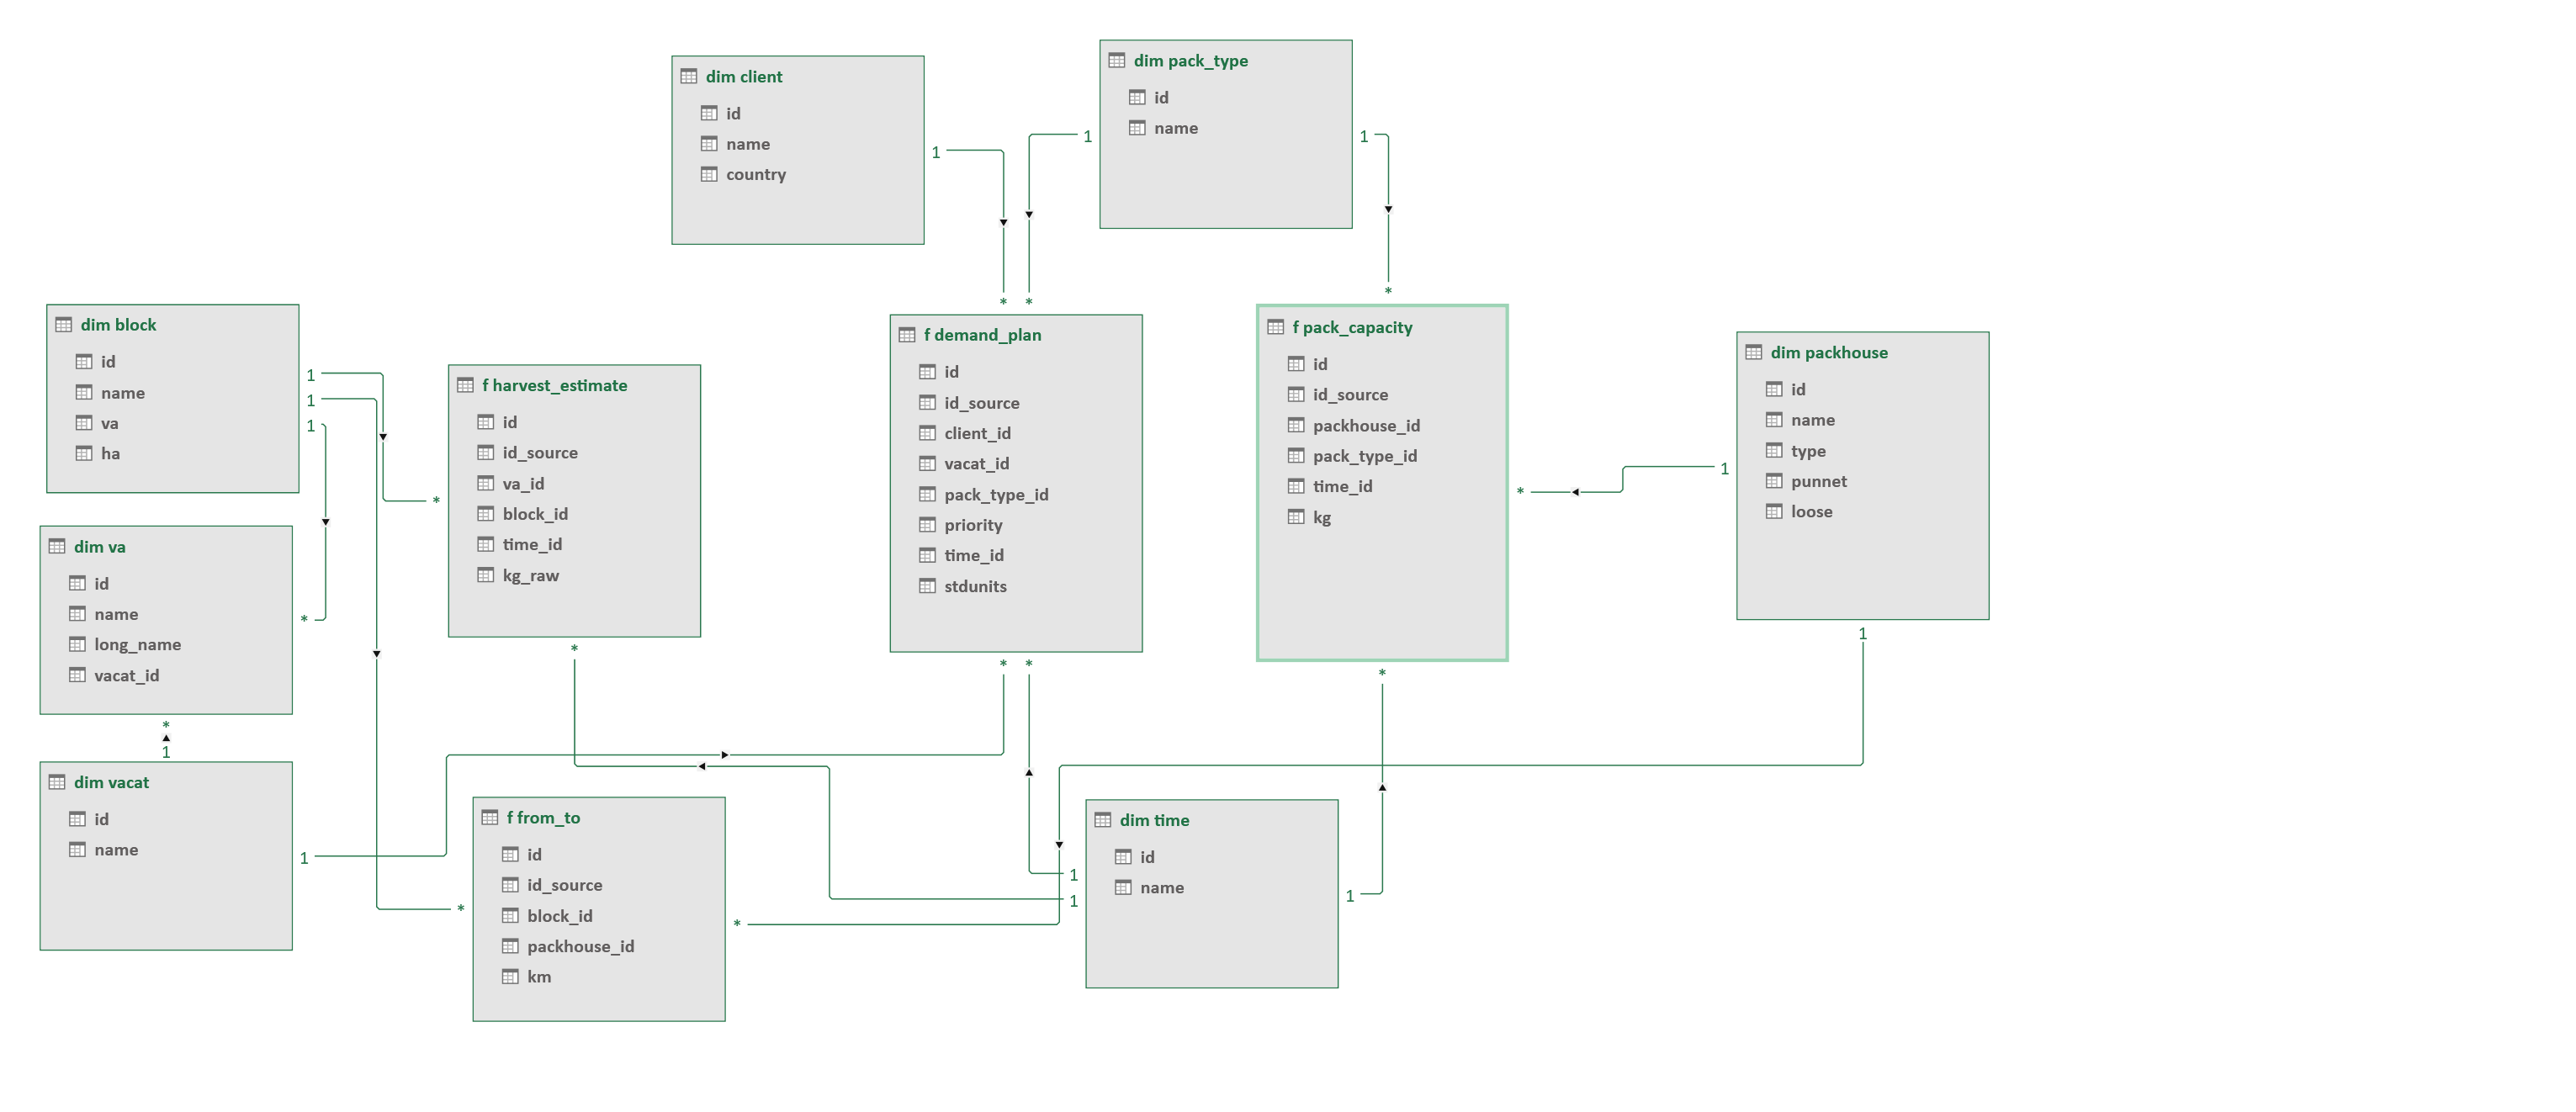 dim client
id
name
country
1
dim pack_type
id
name
1
1
*
*
*
dim block
id
name
va
ha
1
1
1
f harvest_estimate
id
id_source
va_id
block_id
time_id
kg_raw
*
*
f demand_plan
id
id_source
client_id
vacat_id
pack_type_id
priority
time_id
stdunits
*
*
f pack_capacity
id
id_source
packhouse_id
pack_type_id
time_id
kg
*
*
dim packhouse
id
name
type
punnet
loose
1
1
dim va
id
name
long_name
vacat_id
*
*
1
dim vacat
id
name
1
f from_to
id
id_source
block_id
packhouse_id
km
*
*
dim time
id
name
1
1
1